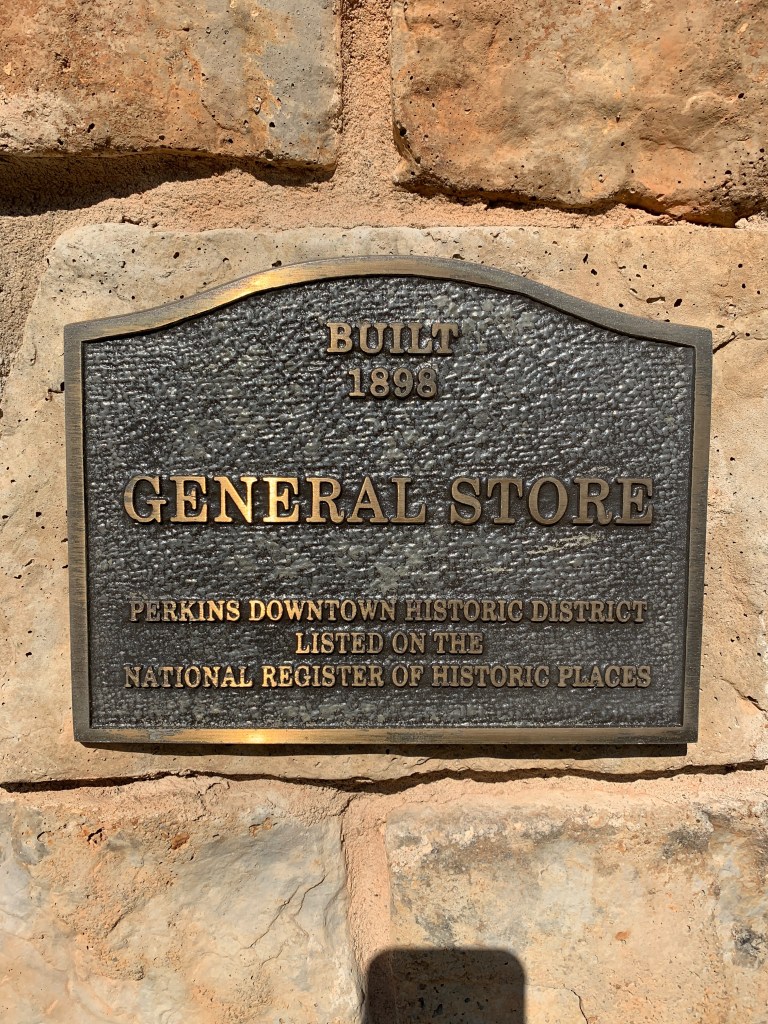 BUILT
1898
GENERAL STORE
PERKINS DOWNTOWN HISTORIC DISTRICT
LISTED ON THE
NATIONAL REGISTER OF HISTORIC PLACES